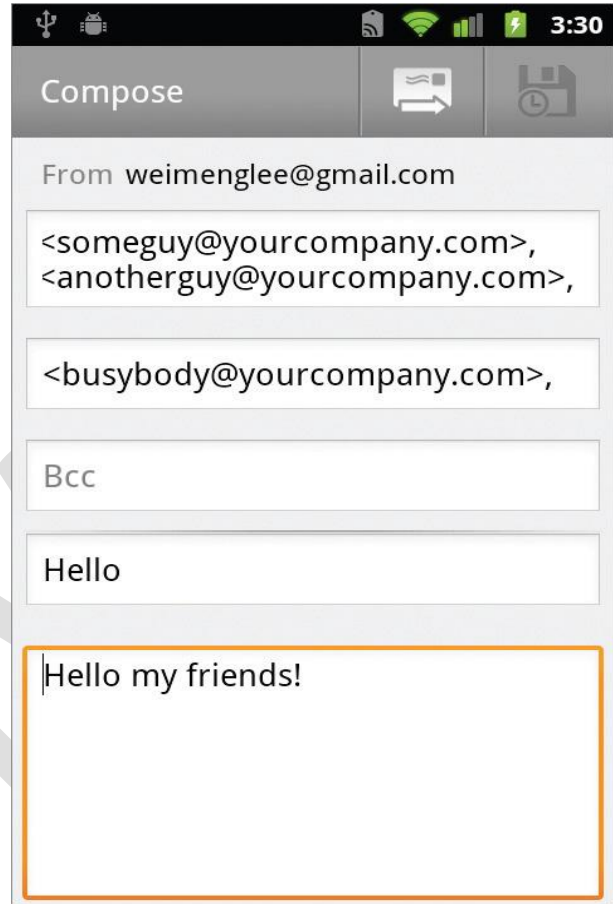 3:30
Compose
From weimenglee@gmail.com
<someguy@yourcompany.com>,
<anotherguy@yourcompany.com>,
<busybody@yourcompany.com>,
Bcc
Hello
Hello my friends!